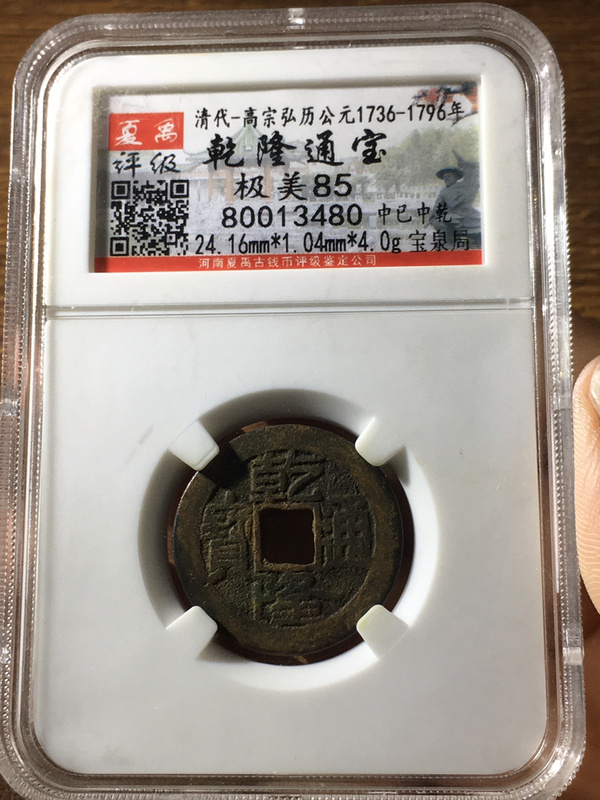 清代-高宗弘历公元1736-1796年
夏禹
评级
乾隆通宝
极美85
80013480 中已中乾
24.16mm*1.04mm*4.0g 宝泉局
河南夏禹古钱币评级鉴定公司
乾
隆
通
寳